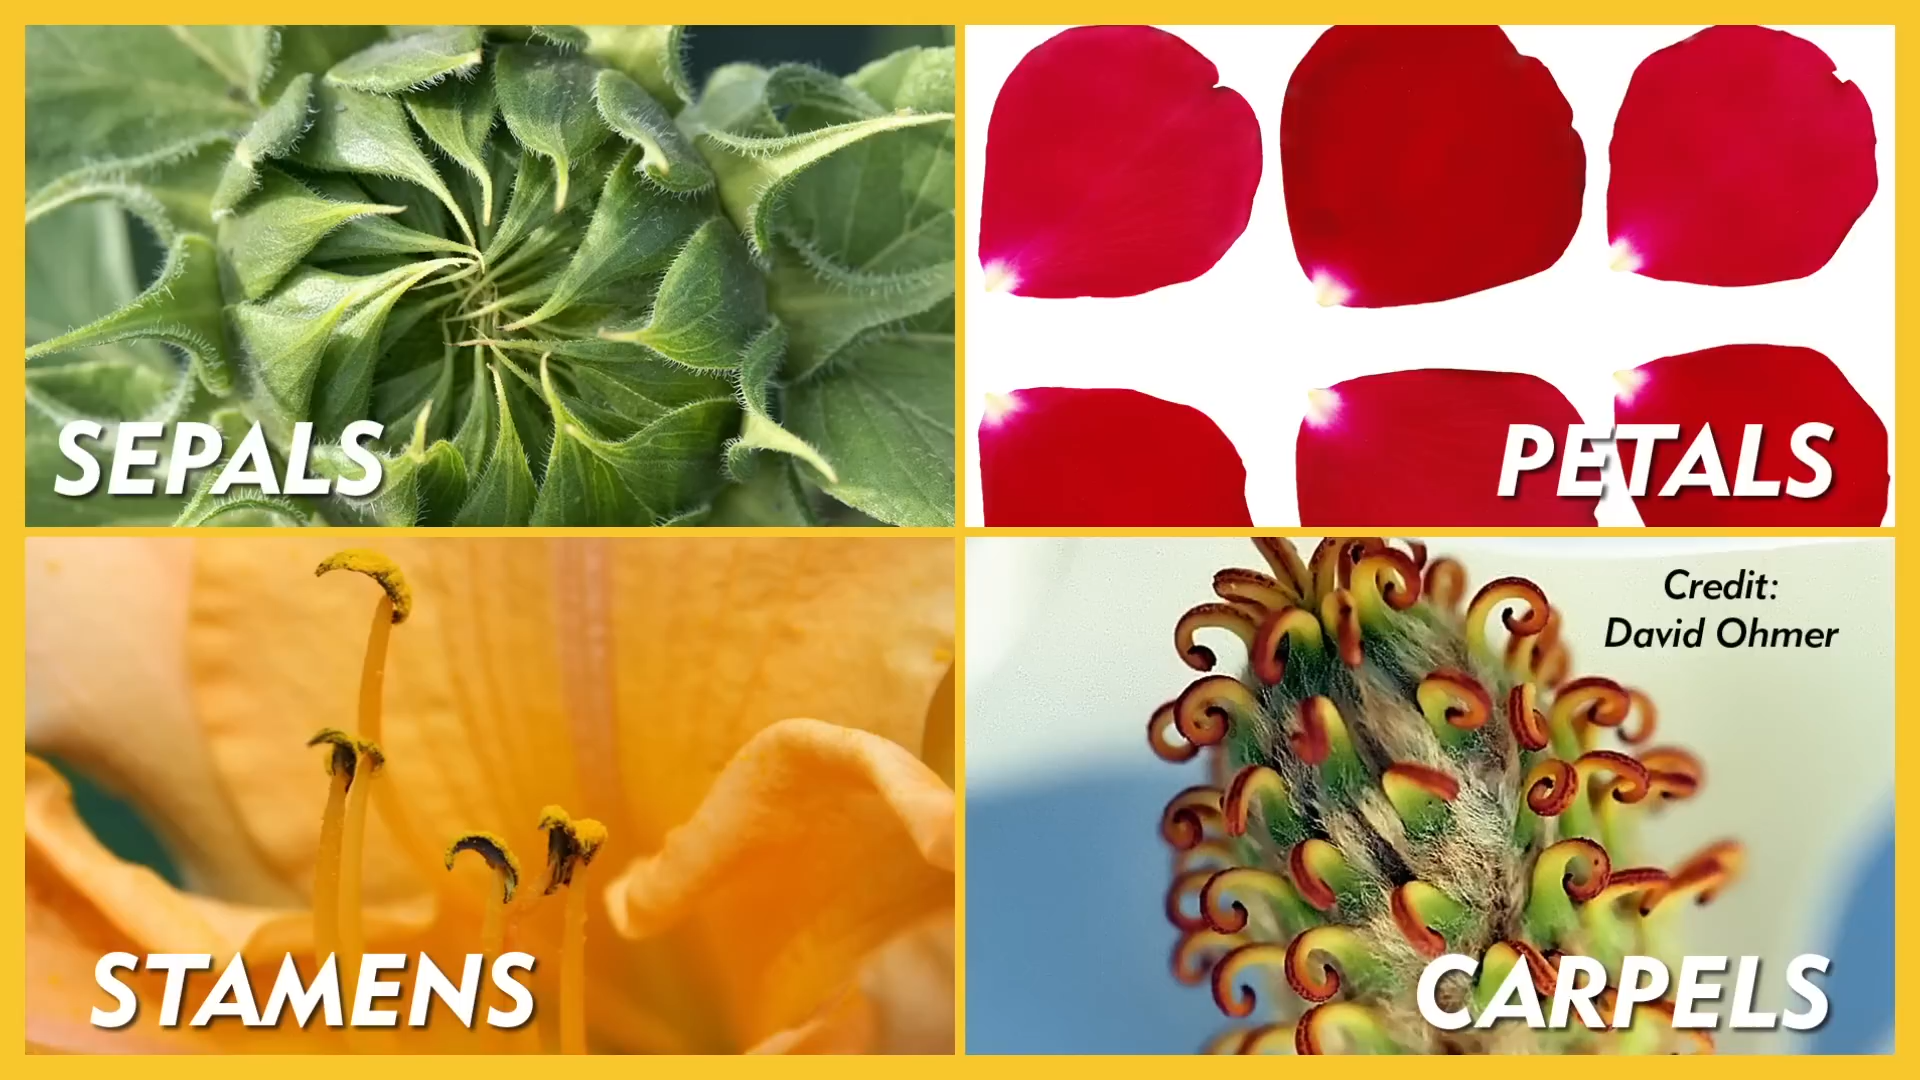 SEPALS
PETALS
STAMENS
Credit:
David Ohmer
CARPELS